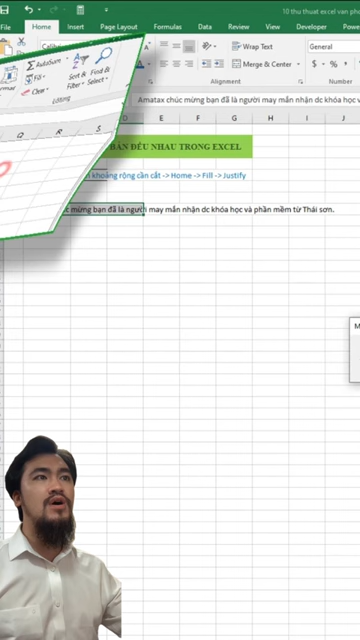 10 thu thuat excel van pho
File
Home
Insert
Page Layout
Formulas
Data
Review
View
Developer
Calibri
AutoSum
Fill
Clear
Sort &
Filter
Find &
Select
Editing
Wrap Text
Merge & Center
Alignment
General
$
%
Number
Amatax chúc mừng bạn đã là người may mắn nhận dc khóa học v
Q
R
S
D
E
F
G
H
I
J
BẢN ĐỀU NHAU TRONG EXCEL
khoảng rộng cần cắt -> Home -> Fill -> Justify
mừng bạn đã là người may mắn nhận dc khóa học và phần mềm từ Thái sơn.
M